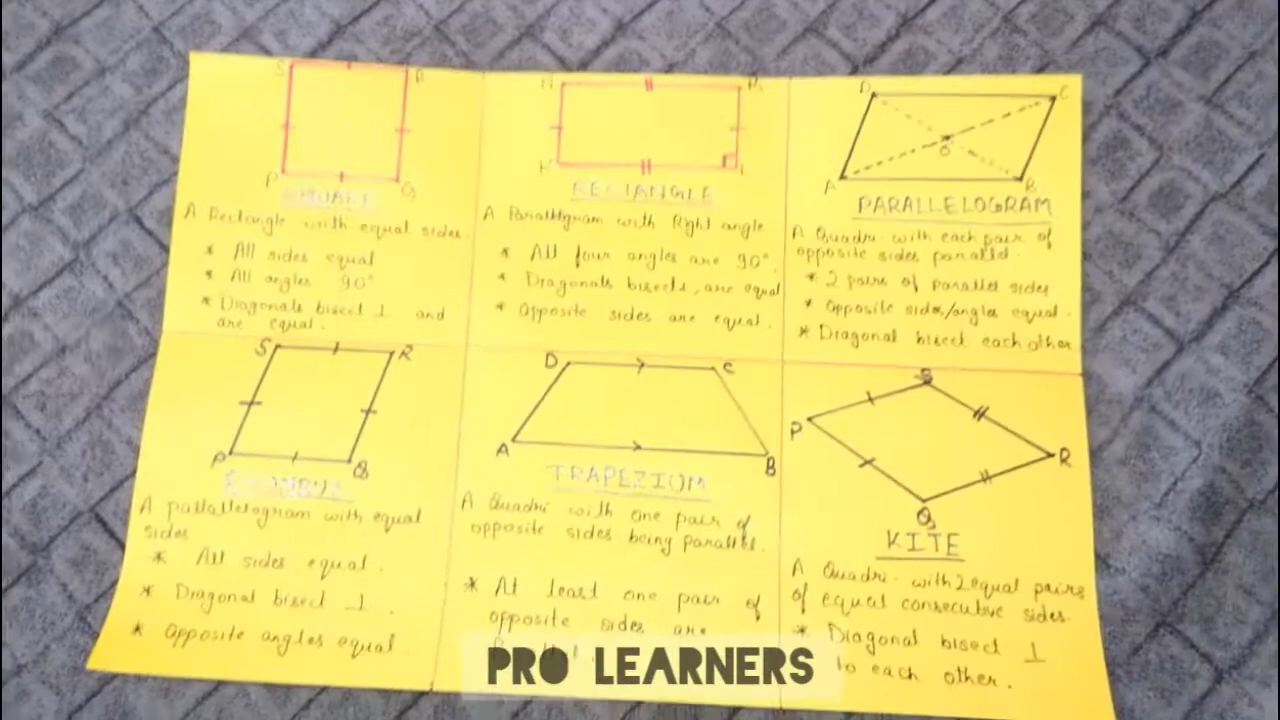 S
R
P
Q
SQUARE
A Rectangle with equal sides.
* All sides equal
* All angles 90°
* Diagonals bisect ⊥ and
are equal.
K
L
RECTANGLE
A Parallelogram with Right angle
* All four angles are 90°.
* Diagonals bisects, are equal
* Opposite sides are equal.
D
C
O
A
B
PARALLELOGRAM
A Quadri. with each pair of
opposite sides parallel.
* 2 pairs of parallel sides
* Opposite sides/angles equal.
* Diagonal bisect each other
S
R
P
Q
RHOMBUS
A parallelogram with equal
sides
* All sides equal.
* Diagonal bisect ⊥.
* Opposite angles equal.
D
C
A
B
TRAPEZIUM
A Quadri with one pair of
opposite sides being parallel.
* At least one pair of
opposite sides are
S
P
R
Q
KITE
A Quadri. with 2 equal pairs
of equal consecutive sides.
* Diagonal bisect ⊥
to each other.
PRO LEARNERS